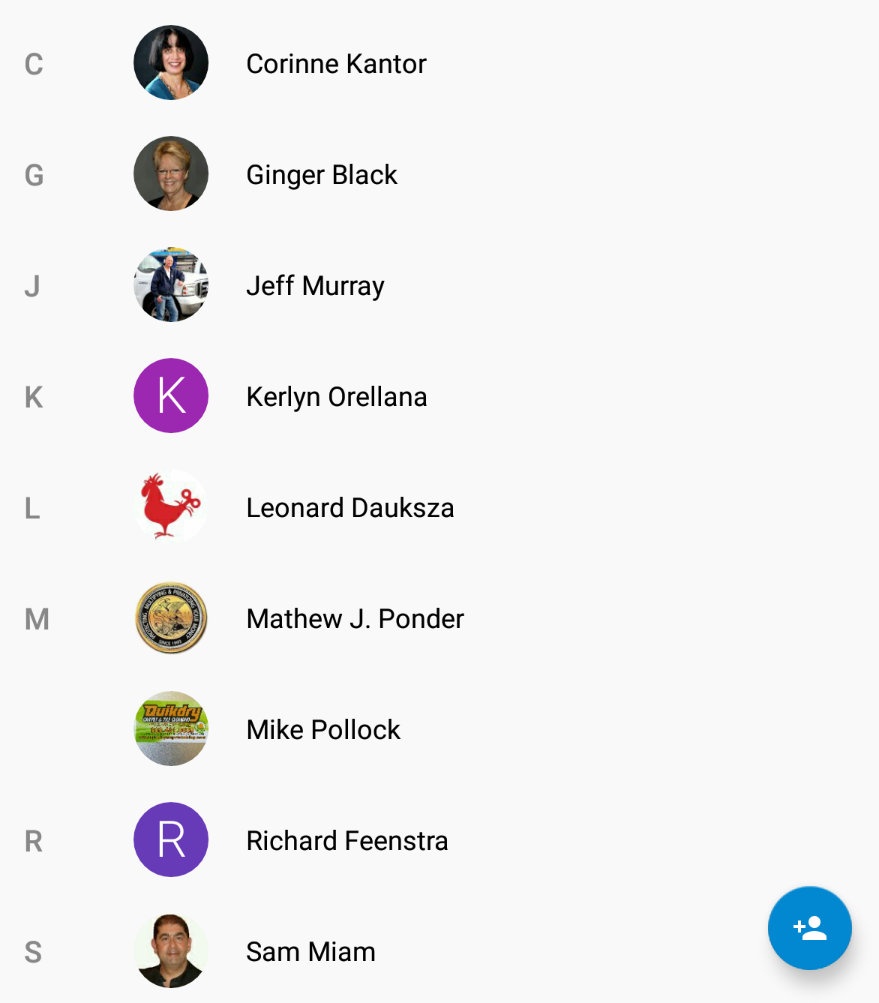 C Corinne Kantor
G Ginger Black
J Jeff Murray
K K Kerlyn Orellana
L Leonard Dauksza
M Mathew J. Ponder
Quikdry
Mike Pollock
R R Richard Feenstra
S Sam Miam